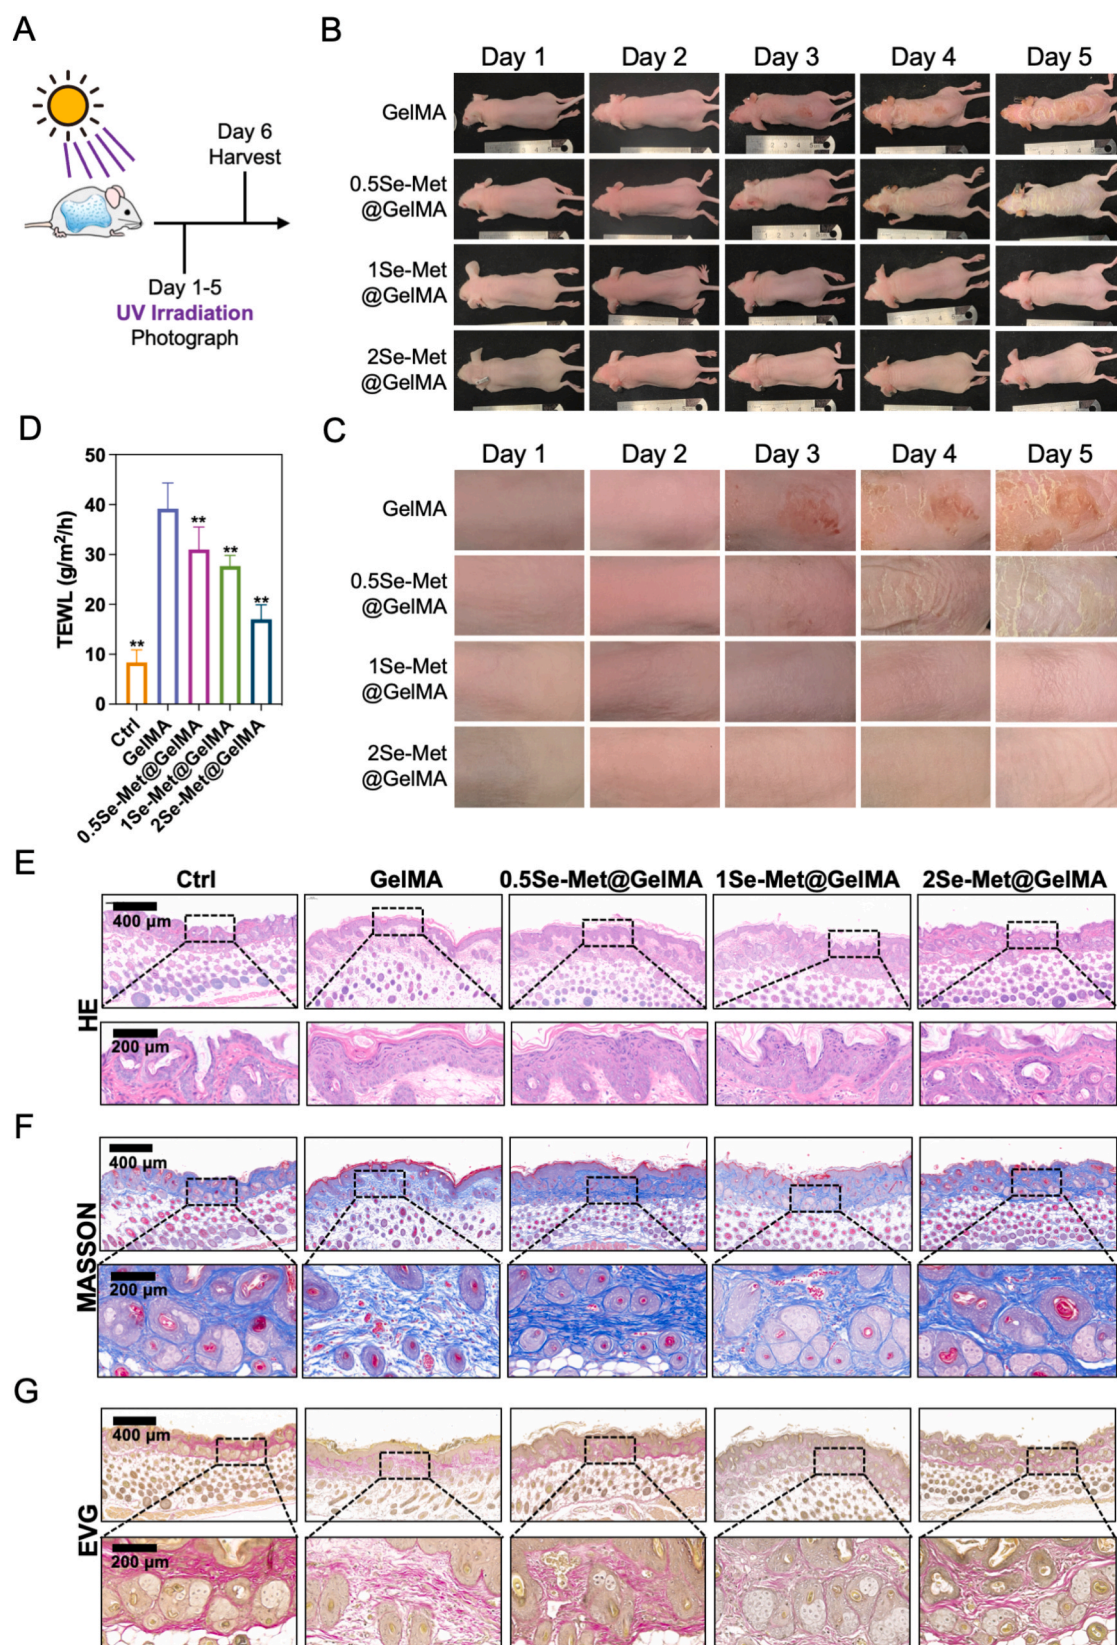 A
Day 6
Harvest
Day 1-5
UV Irradiation
Photograph
B
Day 1 Day 2 Day 3 Day 4 Day 5
GelMA
0.5Se-Met
@GelMA
1Se-Met
@GelMA
2Se-Met
@GelMA
D
TEWL (g/m²/h)
50
40
30
20
10
0
**
**
**
**
Ctrl
GelMA
0.5Se-Met@GelMA
1Se-Met@GelMA
2Se-Met@GelMA
C
Day 1 Day 2 Day 3 Day 4 Day 5
GelMA
0.5Se-Met
@GelMA
1Se-Met
@GelMA
2Se-Met
@GelMA
E
Ctrl GelMA 0.5Se-Met@GelMA 1Se-Met@GelMA 2Se-Met@GelMA
HE
400 µm
200 µm
F
MASSON
400 µm
200 µm
G
EVG
400 µm
200 µm